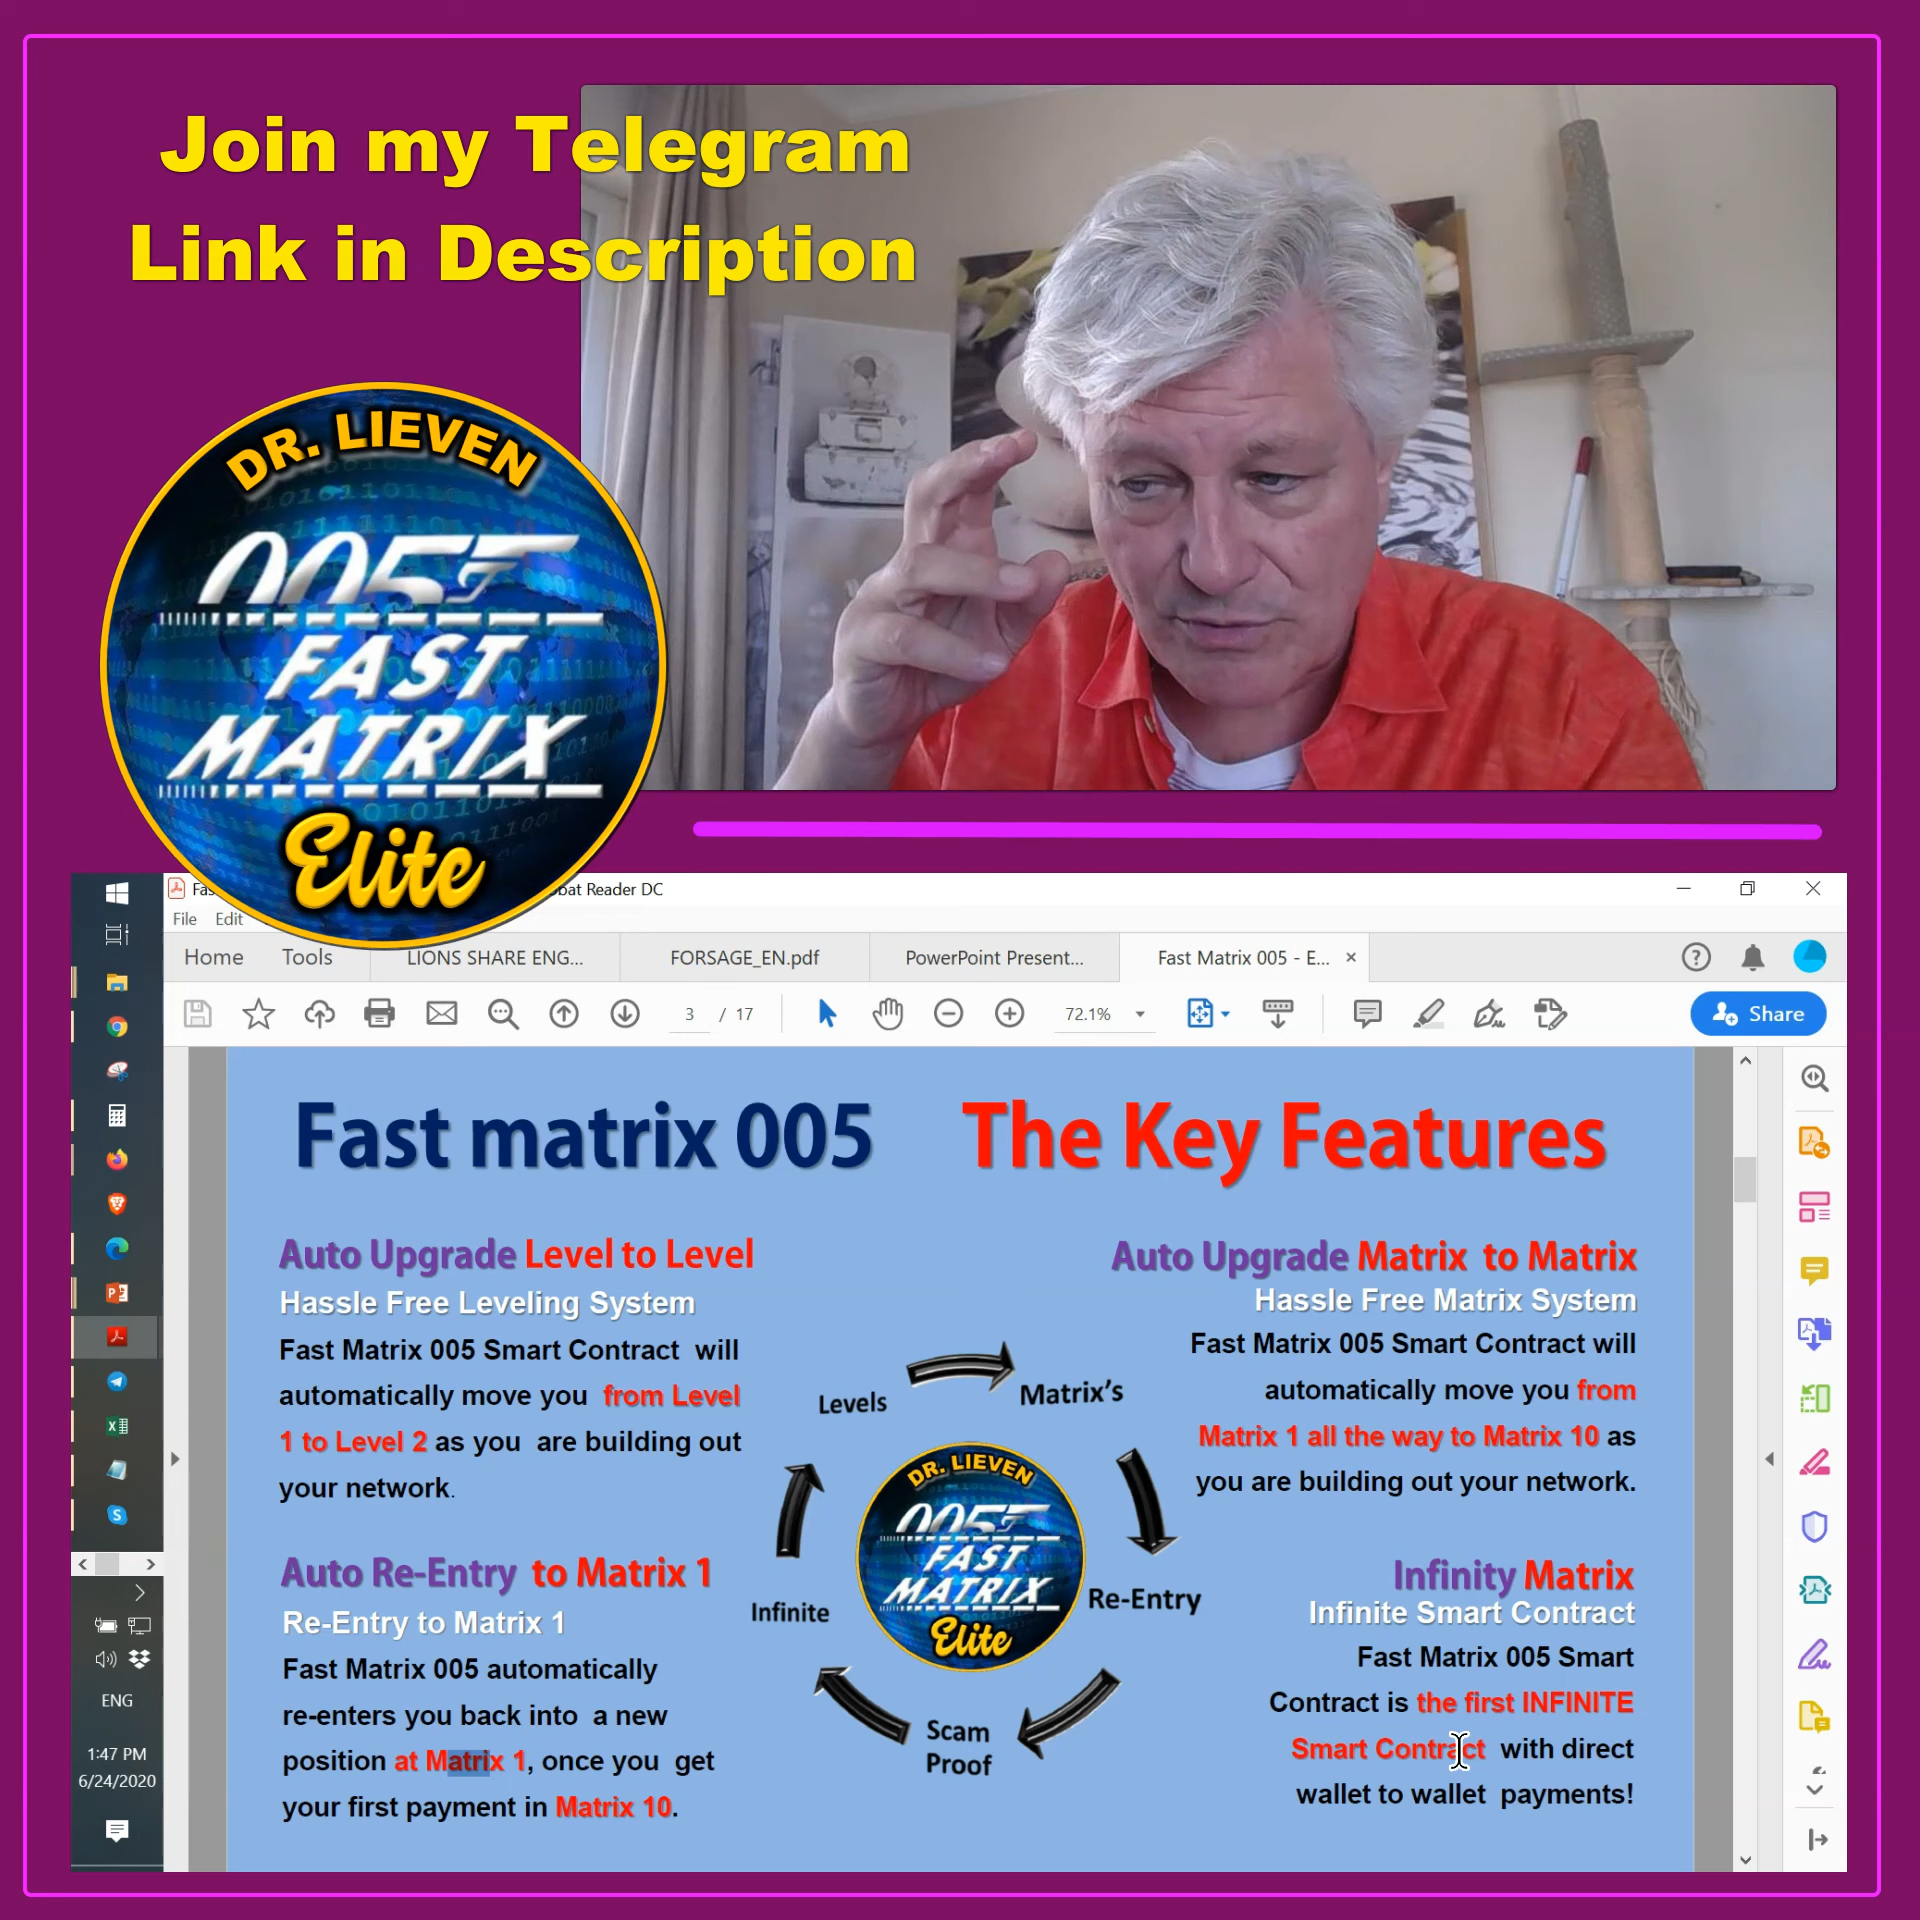 Join my Telegram
Link in Description
DR. LIEVEN
005
FAST
MATRIX
Elite
bat Reader DC
File Edit
Home Tools LIONS SHARE ENG... FORSAGE_EN.pdf PowerPoint Present... Fast Matrix 005 - E...
3 / 17 72.1% Share
Fast matrix 005 The Key Features
Auto Upgrade Level to Level
Hassle Free Leveling System
Fast Matrix 005 Smart Contract will
automatically move you from Level
1 to Level 2 as you are building out
your network.
Auto Upgrade Matrix to Matrix
Hassle Free Matrix System
Fast Matrix 005 Smart Contract will
automatically move you from
Matrix 1 all the way to Matrix 10 as
you are building out your network.
Levels
Matrix's
Re-Entry
Scam
Proof
Infinite
DR. LIEVEN
005
FAST
MATRIX
Elite
Auto Re-Entry to Matrix 1
Re-Entry to Matrix 1
Fast Matrix 005 automatically
re-enters you back into a new
position at Matrix 1, once you get
your first payment in Matrix 10.
Infinity Matrix
Infinite Smart Contract
Fast Matrix 005 Smart
Contract is the first INFINITE
Smart Contract with direct
wallet to wallet payments!
ENG
1:47 PM
6/24/2020